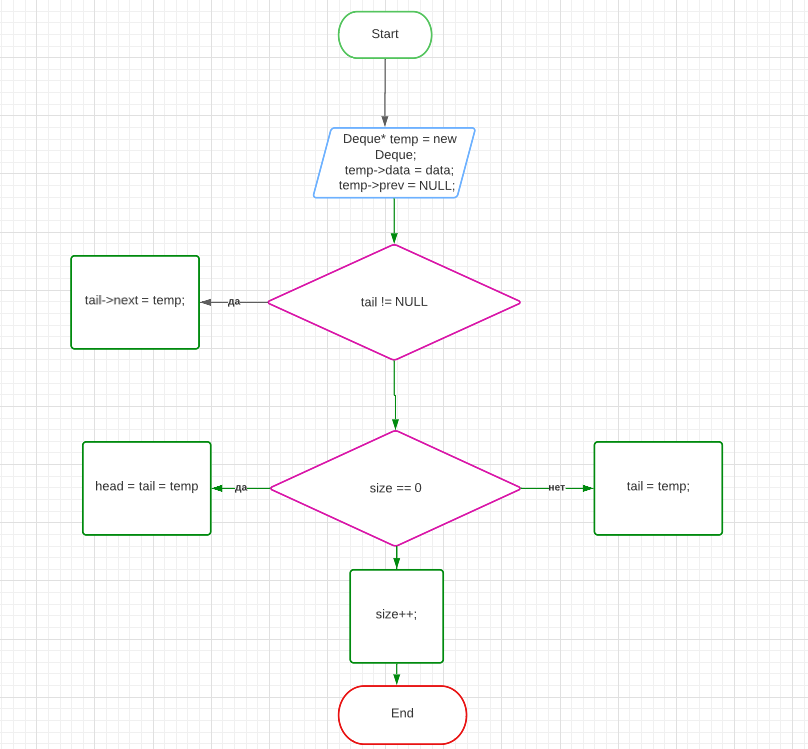 Start
Deque* temp = new
Deque;
temp->data = data;
temp->prev = NULL;
tail->next = temp;
да
tail != NULL
head = tail = temp
да
size == 0
нет
tail = temp;
size++;
End